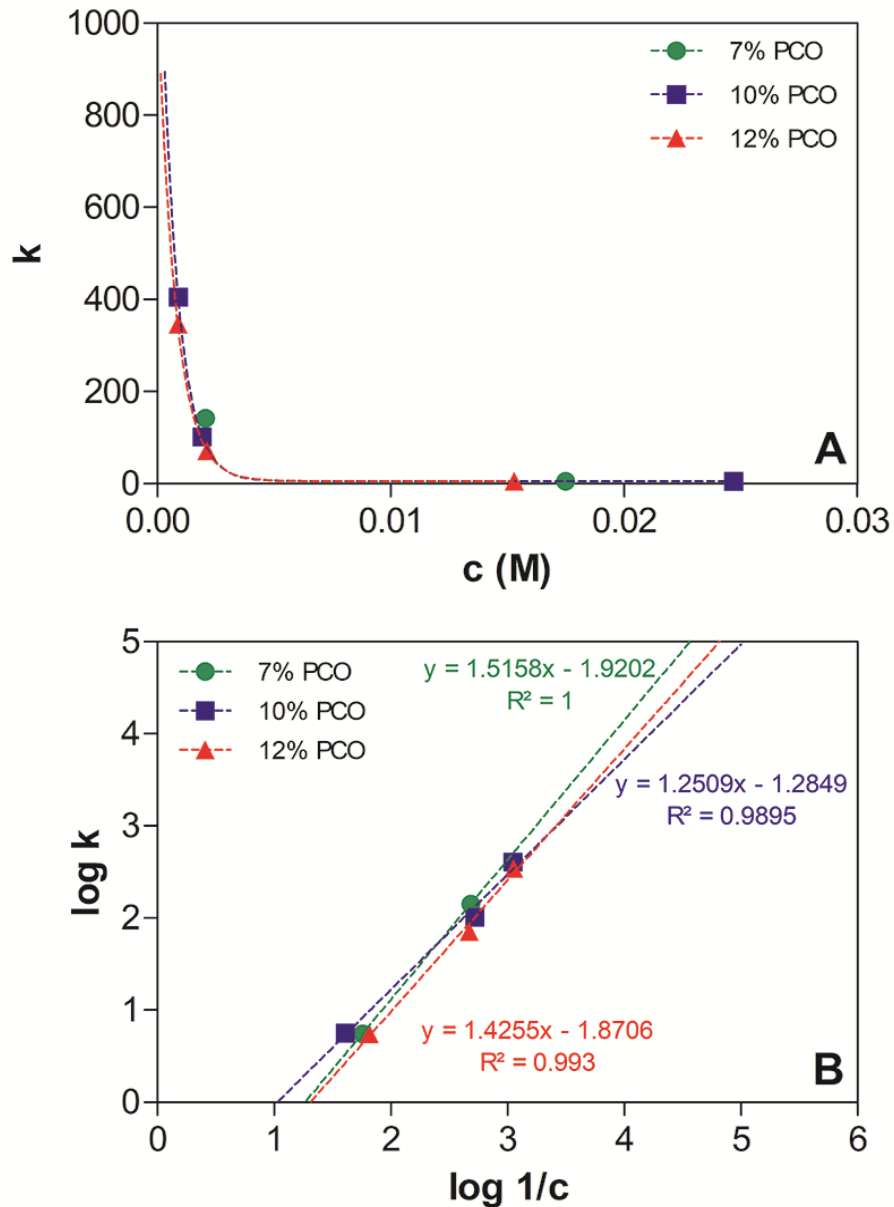 1000
800
600
400
200
0
k
7% PCO
10% PCO
12% PCO
A
0.00
0.01
0.02
0.03
c (M)
5
4
3
2
1
0
log k
7% PCO
10% PCO
12% PCO
y = 1.5158x - 1.9202
R² = 1
y = 1.2509x - 1.2849
R² = 0.9895
y = 1.4255x - 1.8706
R² = 0.993
B
0
1
2
3
4
5
6
log 1/c